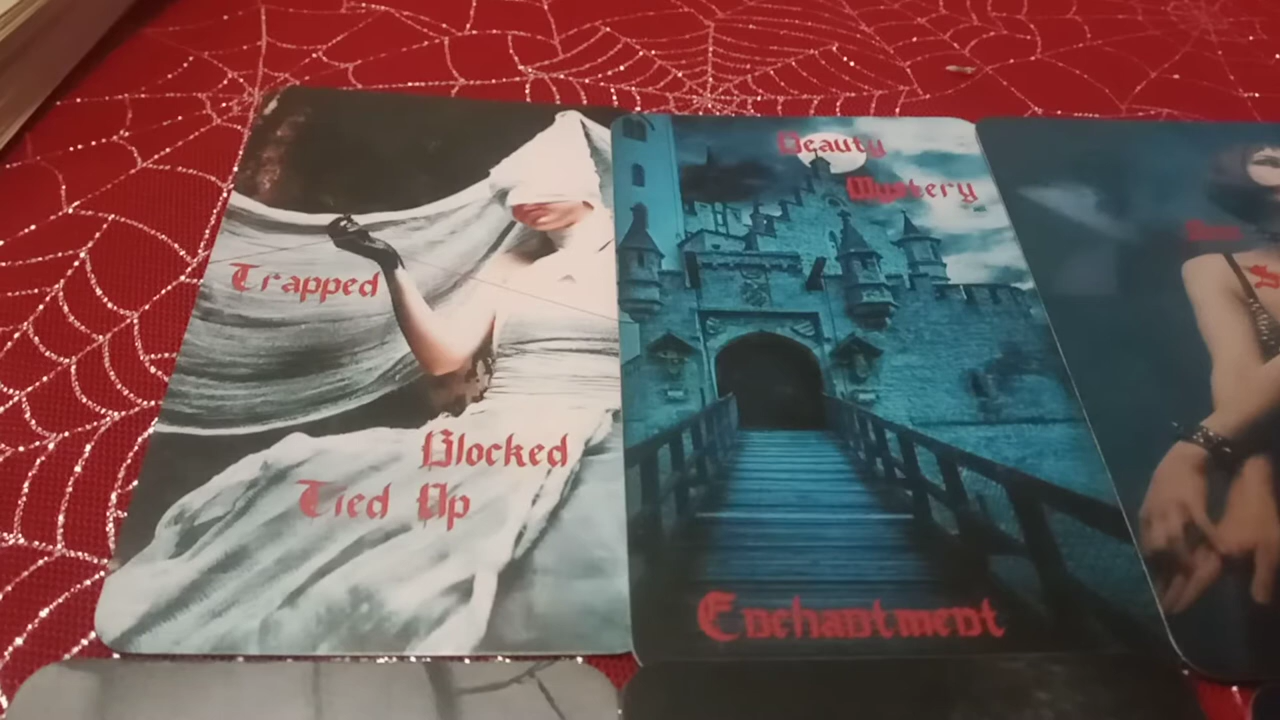 Trapped
Blocked
Tied Up
Beauty
Mystery
Enchantment